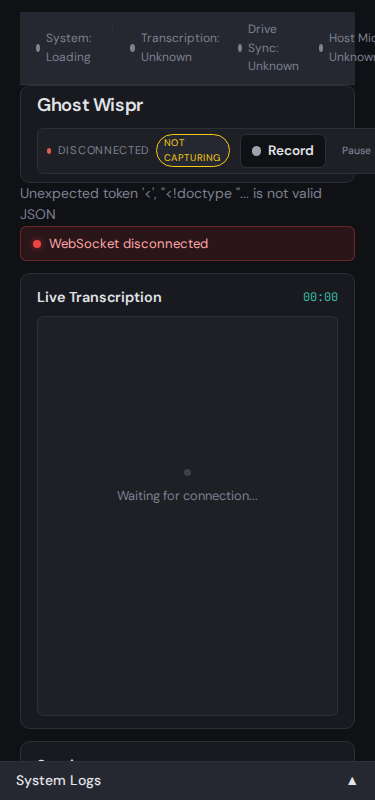 System:
Loading
Transcription:
Unknown
Drive
Sync:
Unknown
Host Mic
Unknown
Ghost Wispr
DISCONNECTED
NOT
CAPTURING
Record
Pause
Unexpected token '<', "<!doctype "... is not valid
JSON
WebSocket disconnected
Live Transcription
00:00
Waiting for connection...
System Logs
▲